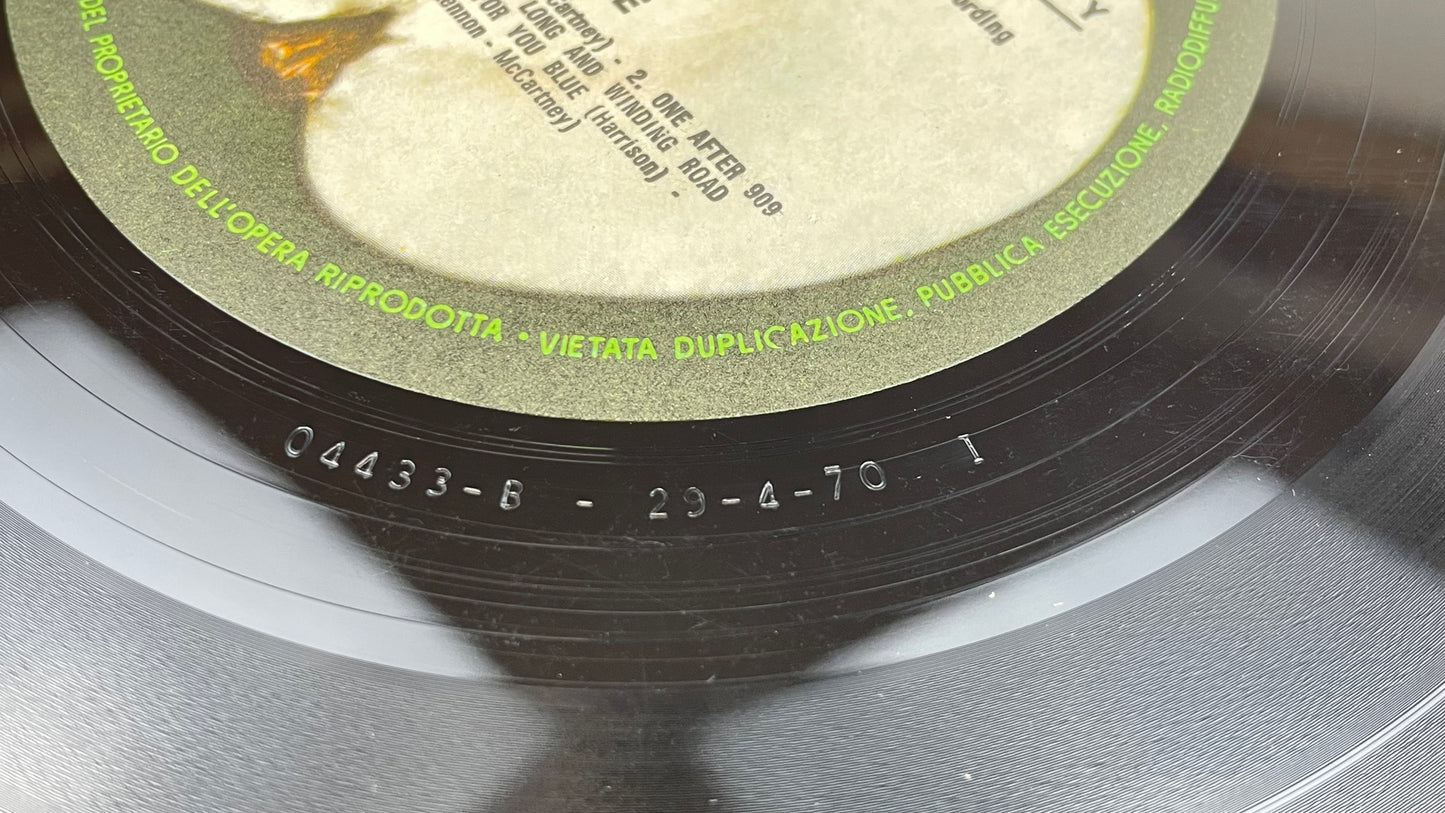 E
Y
cording
cartney) - 2. ONE AFTER 909
LONG AND WINDING ROAD
FOR YOU BLUE (Harrison) -
ennon - McCartney)
DEL PROPRIETARIO DELL'OPERA RIPRODOTTA • VIETATA DUPLICAZIONE, PUBBLICA ESECUZIONE, RADIODIFFU
04433-B - 29-4-70 I